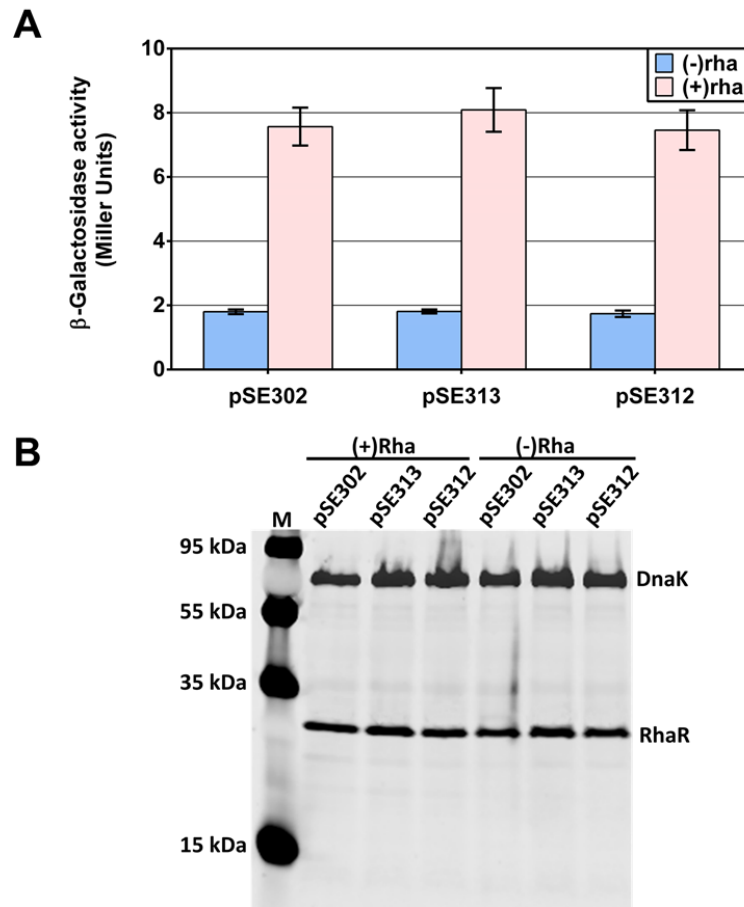 A
β-Galactosidase activity
(Miller Units)
10
8
6
4
2
0
(-)rha
(+)rha
pSE302
pSE313
pSE312
B
(+)Rha
(-)Rha
M
pSE302
pSE313
pSE312
pSE302
pSE313
pSE312
95 kDa
55 kDa
35 kDa
15 kDa
DnaK
RhaR